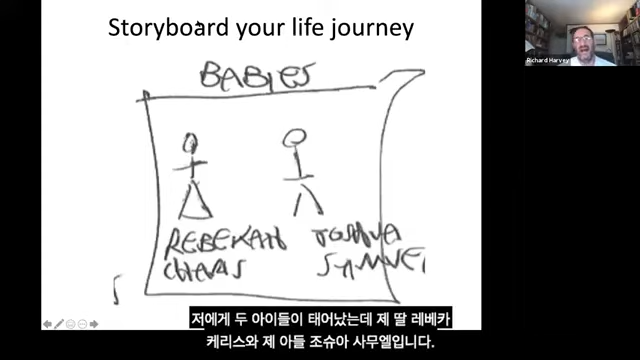 Storyboard your life journey
Richard Harvey
BABIES
REBEKAH
JOSHUA
SAMUEL
저에게 두 아이들이 태어났는데 제 딸 레베카
케리스와 제 아들 조슈아 사무엘입니다.